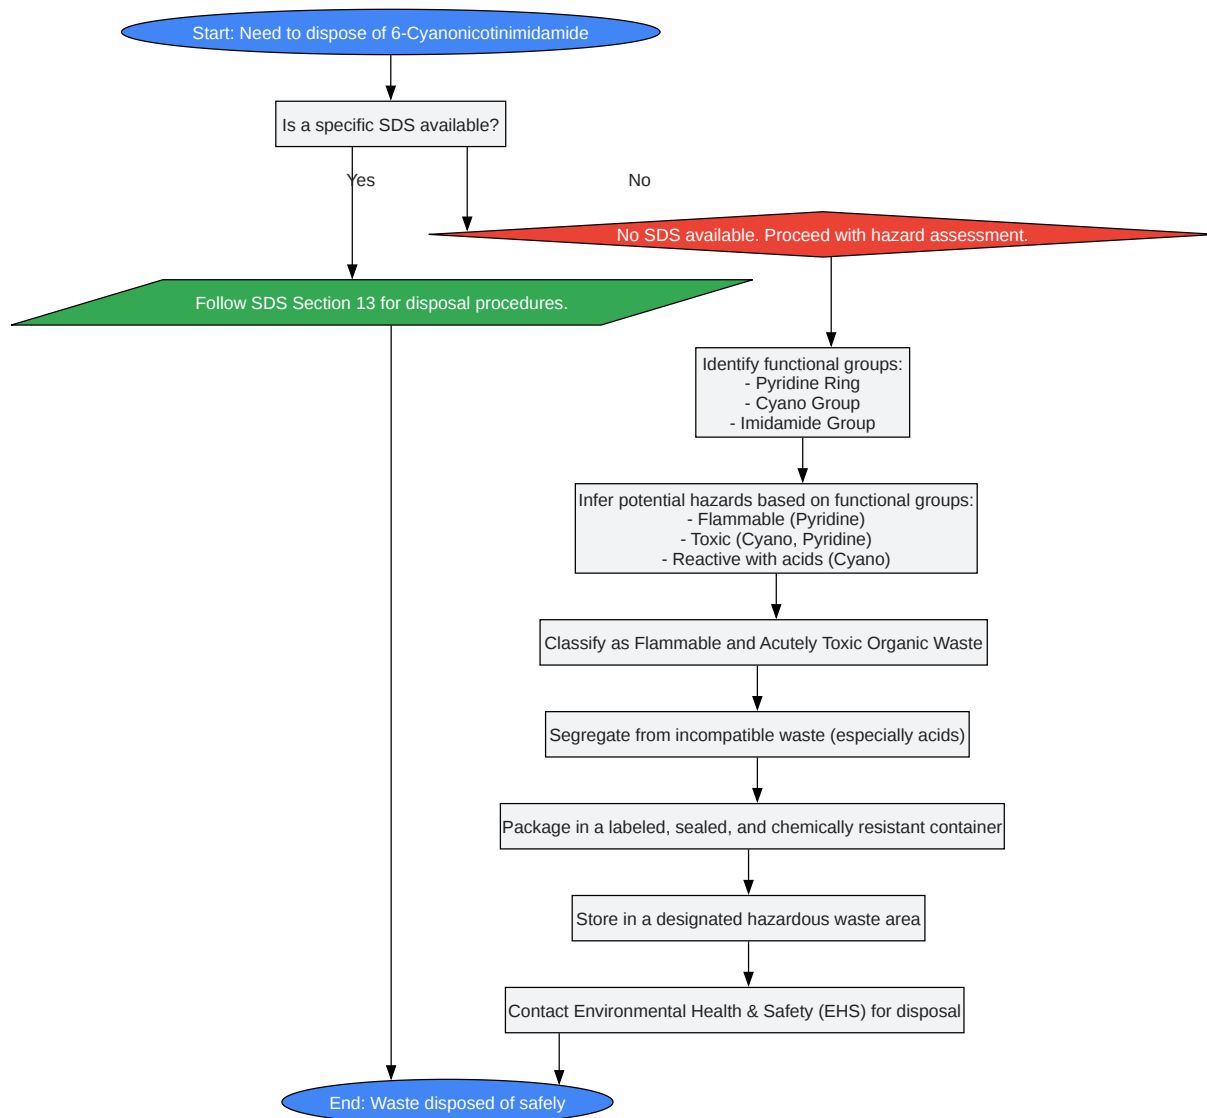 Start: Need to dispose of 6-Cyanonicotinimidamide
Is a specific SDS available?
Yes
No
No SDS available. Proceed with hazard assessment.
Follow SDS Section 13 for disposal procedures.
Identify functional groups:
- Pyridine Ring
- Cyano Group
- Imidamide Group
Infer potential hazards based on functional groups:
- Flammable (Pyridine)
- Toxic (Cyano, Pyridine)
- Reactive with acids (Cyano)
Classify as Flammable and Acutely Toxic Organic Waste
Segregate from incompatible waste (especially acids)
Package in a labeled, sealed, and chemically resistant container
Store in a designated hazardous waste area
Contact Environmental Health & Safety (EHS) for disposal
End: Waste disposed of safely